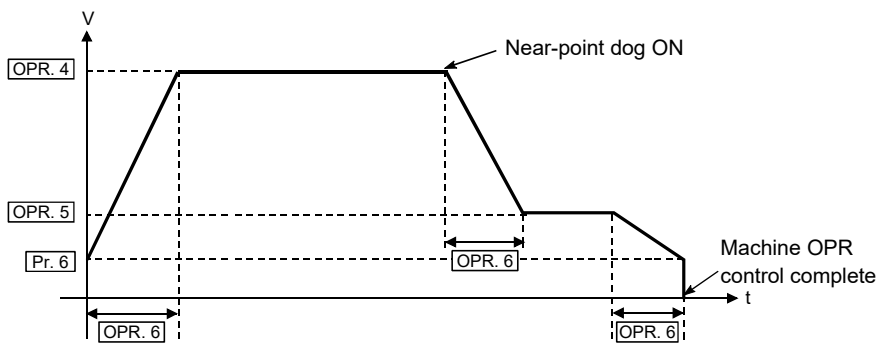 V
OPR. 4
Near-point dog ON
OPR. 5
Pr. 6
OPR. 6
Machine OPR
control complete
t
OPR. 6
OPR. 6